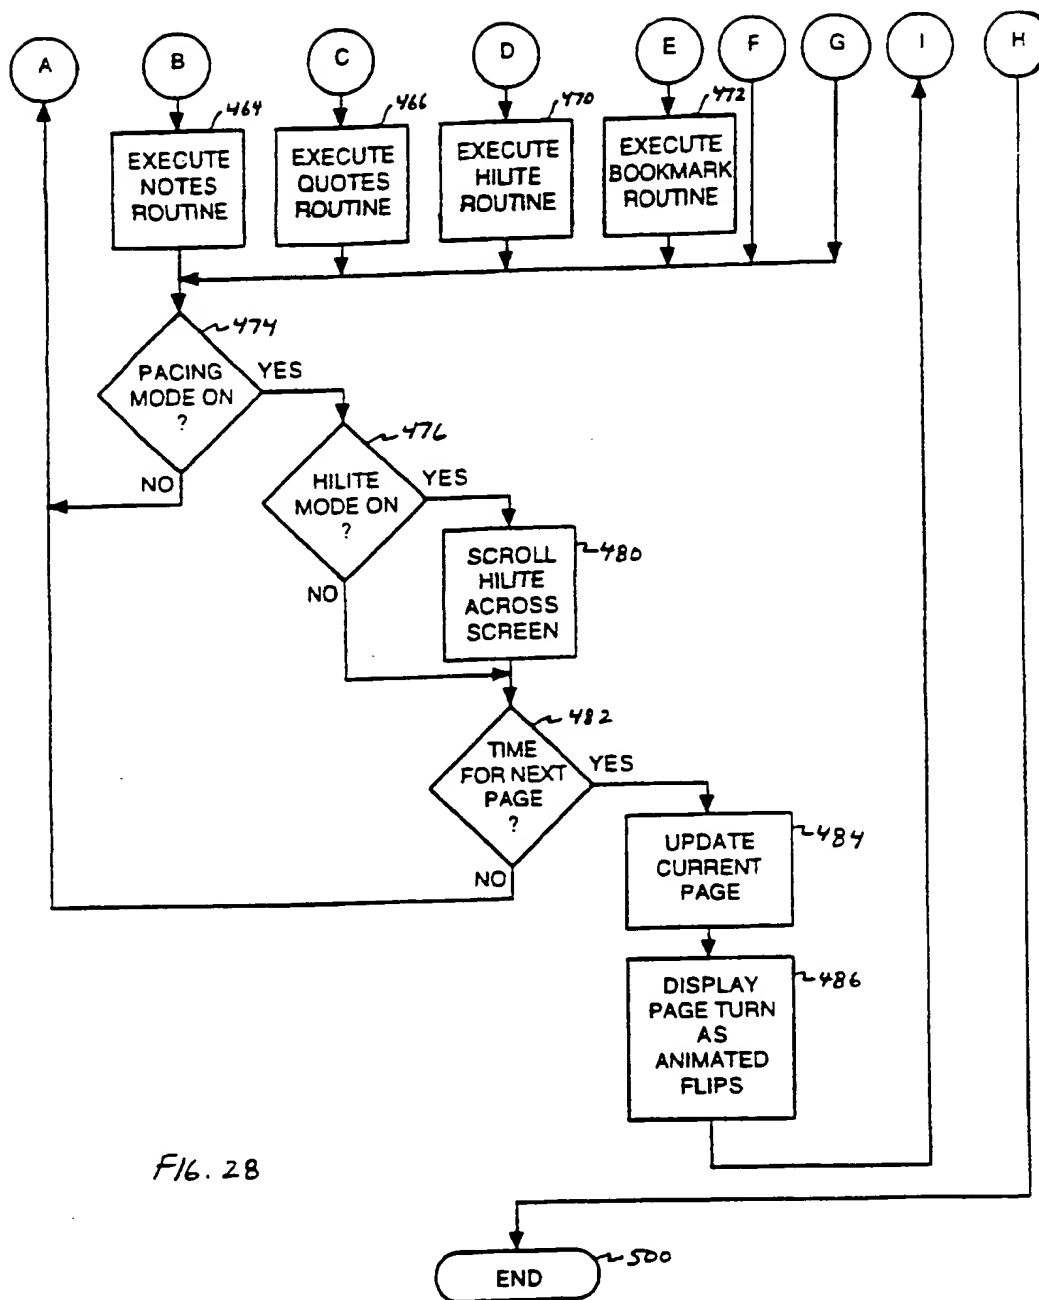 A
B
C
D
E
F
G
I
H
464
466
470
472
EXECUTE
NOTES
ROUTINE
EXECUTE
QUOTES
ROUTINE
EXECUTE
HILITE
ROUTINE
EXECUTE
BOOKMARK
ROUTINE
474
PACING
MODE ON
?
YES
NO
476
HILITE
MODE ON
?
YES
NO
480
SCROLL
HILITE
ACROSS
SCREEN
482
TIME
FOR NEXT
PAGE
?
YES
NO
484
UPDATE
CURRENT
PAGE
486
DISPLAY
PAGE TURN
AS
ANIMATED
FLIPS
FIG. 28
500
END